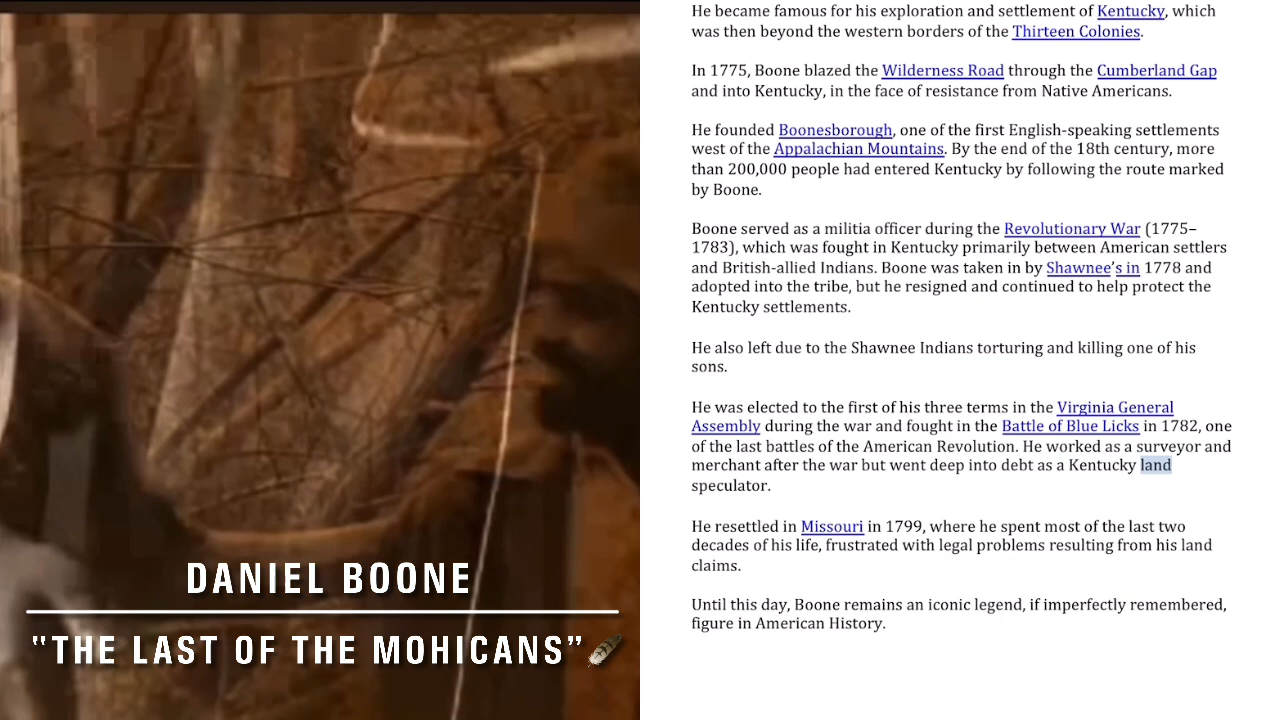 DANIEL BOONE
"THE LAST OF THE MOHICANS"
He became famous for his exploration and settlement of Kentucky, which
was then beyond the western borders of the Thirteen Colonies.
In 1775, Boone blazed the Wilderness Road through the Cumberland Gap
and into Kentucky, in the face of resistance from Native Americans.
He founded Boonesborough, one of the first English-speaking settlements
west of the Appalachian Mountains. By the end of the 18th century, more
than 200,000 people had entered Kentucky by following the route marked
by Boone.
Boone served as a militia officer during the Revolutionary War (1775–
1783), which was fought in Kentucky primarily between American settlers
and British-allied Indians. Boone was taken in by Shawnee's in 1778 and
adopted into the tribe, but he resigned and continued to help protect the
Kentucky settlements.
He also left due to the Shawnee Indians torturing and killing one of his
sons.
He was elected to the first of his three terms in the Virginia General
Assembly during the war and fought in the Battle of Blue Licks in 1782, one
of the last battles of the American Revolution. He worked as a surveyor and
merchant after the war but went deep into debt as a Kentucky land
speculator.
He resettled in Missouri in 1799, where he spent most of the last two
decades of his life, frustrated with legal problems resulting from his land
claims.
Until this day, Boone remains an iconic legend, if imperfectly remembered,
figure in American History.